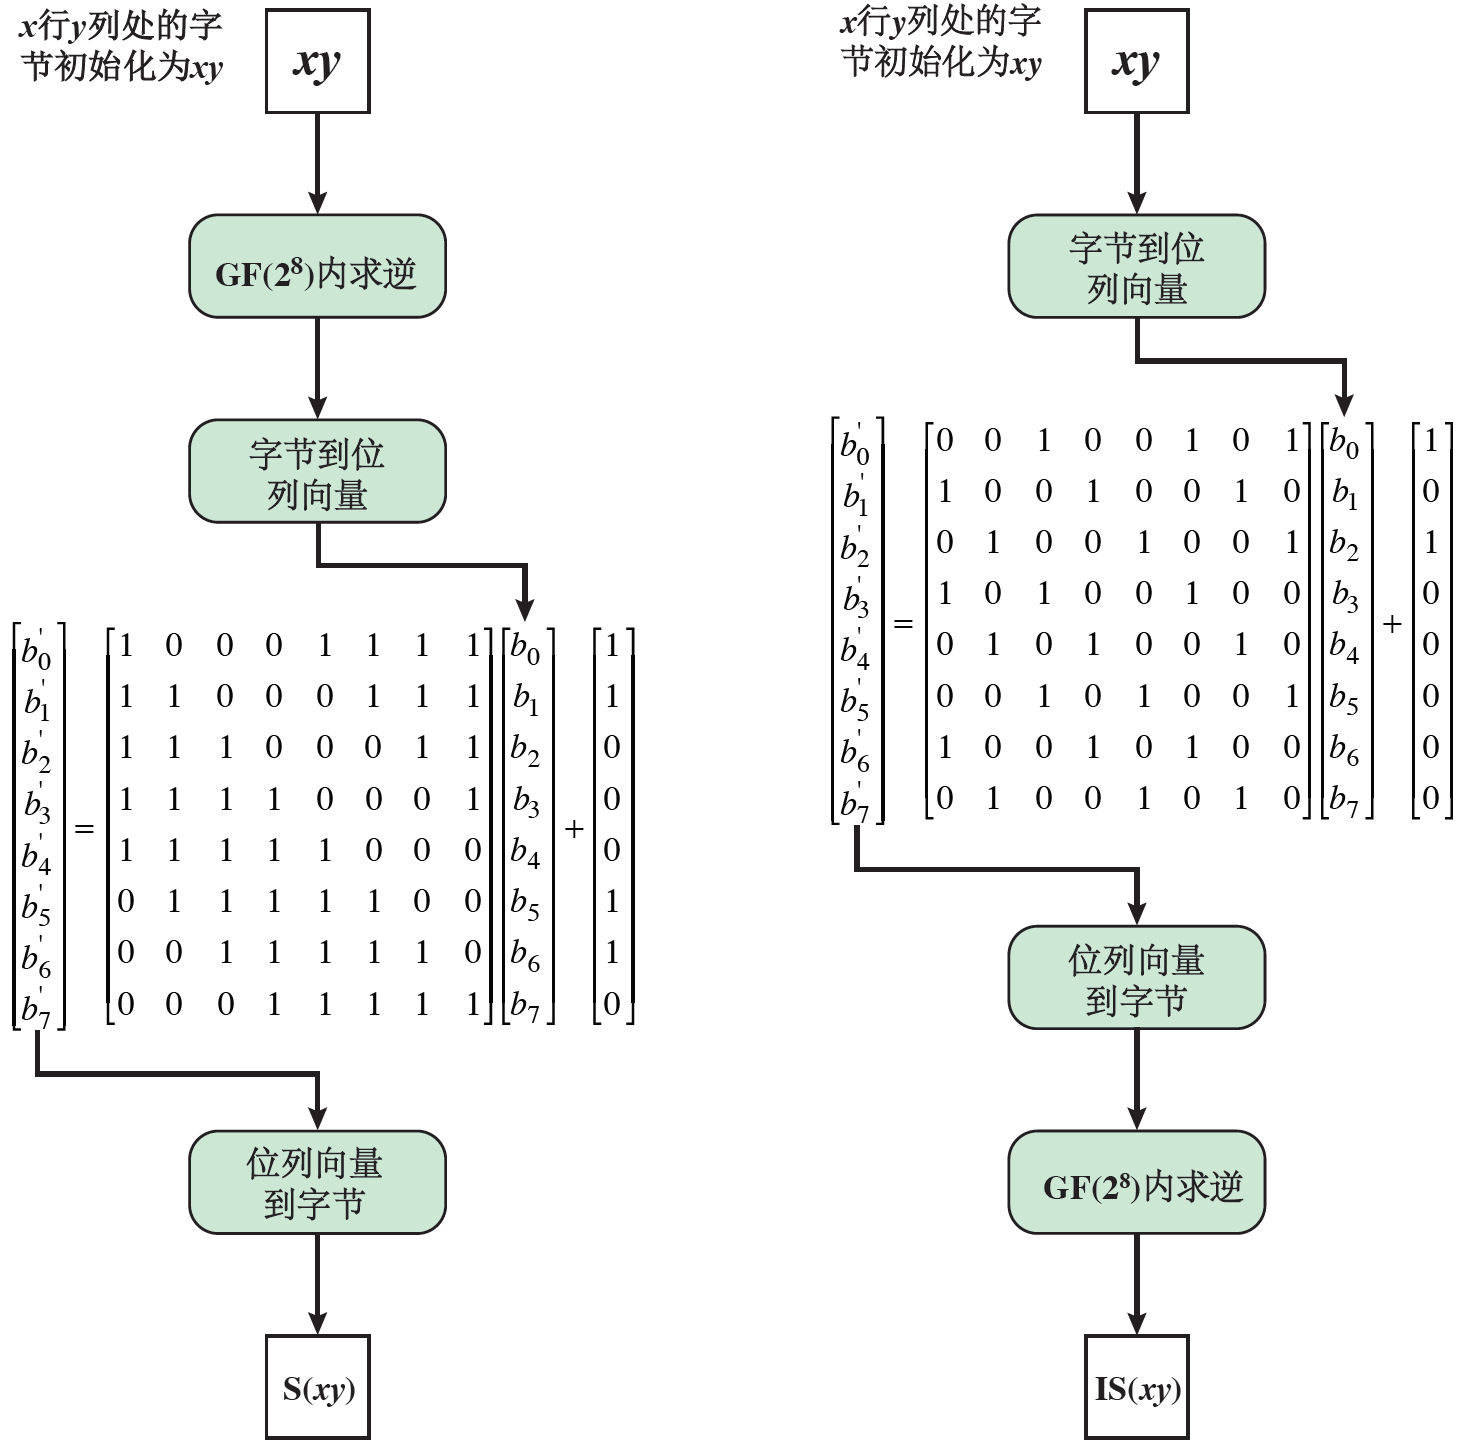 x行y列处的字
节初始化为xy
xy
GF(2⁸)内求逆
字节到位
列向量
b'0 1 0 0 0 1 1 1 1 b0 1
b'1 1 1 0 0 0 1 1 1 b1 1
b'2 1 1 1 0 0 0 1 1 b2 0
b'3 1 1 1 1 0 0 0 1 b3 0
= +
b'4 1 1 1 1 1 0 0 0 b4 0
b'5 0 1 1 1 1 1 0 0 b5 1
b'6 0 0 1 1 1 1 1 0 b6 1
b'7 0 0 0 1 1 1 1 1 b7 0
位列向量
到字节
S(xy)
x行y列处的字
节初始化为xy
xy
字节到位
列向量
b'0 0 0 1 0 0 1 0 1 b0 1
b'1 1 0 0 1 0 0 1 0 b1 0
b'2 0 1 0 0 1 0 0 1 b2 1
b'3 1 0 1 0 0 1 0 0 b3 0
= +
b'4 0 1 0 1 0 0 1 0 b4 0
b'5 0 0 1 0 1 0 0 1 b5 0
b'6 1 0 0 1 0 1 0 0 b6 0
b'7 0 1 0 0 1 0 1 0 b7 0
位列向量
到字节
GF(2⁸)内求逆
IS(xy)